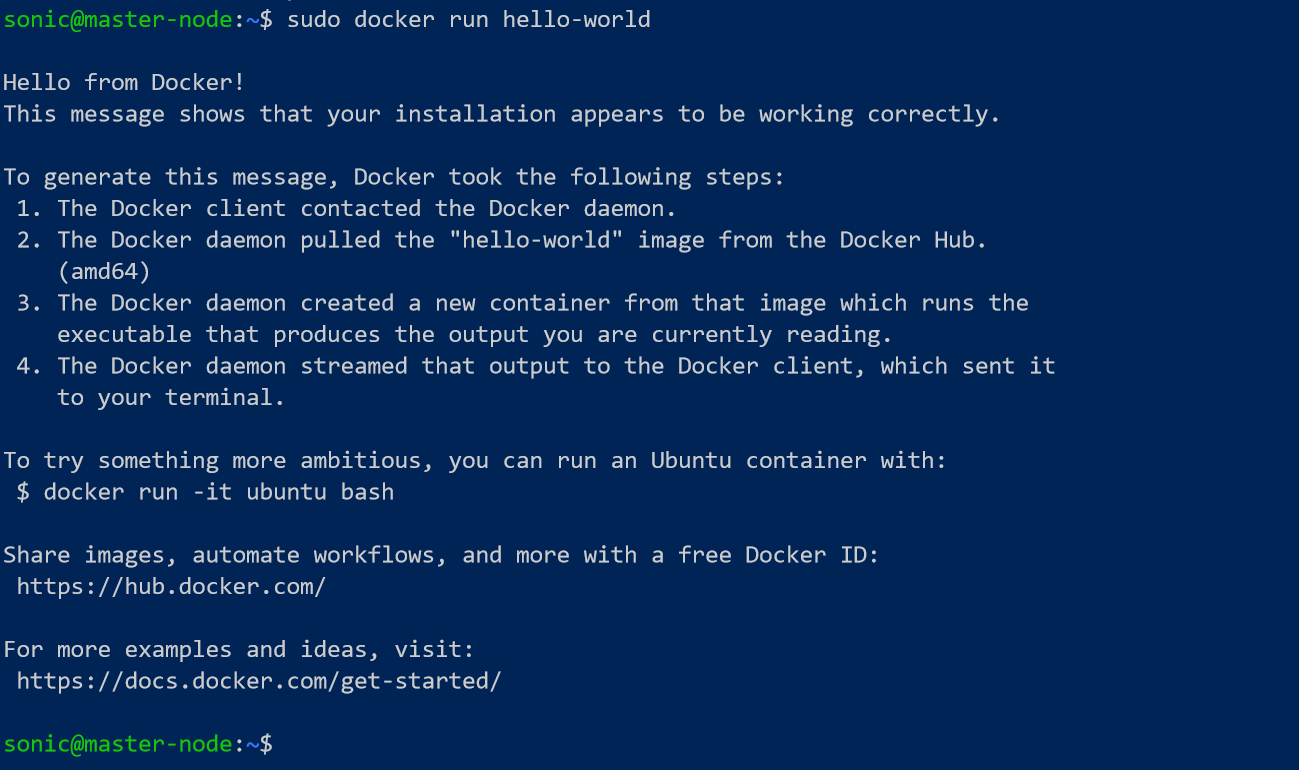 sonic@master-node:~$ sudo docker run hello-world
Hello from Docker!
This message shows that your installation appears to be working correctly.
To generate this message, Docker took the following steps:
 1. The Docker client contacted the Docker daemon.
 2. The Docker daemon pulled the "hello-world" image from the Docker Hub.
    (amd64)
 3. The Docker daemon created a new container from that image which runs the
    executable that produces the output you are currently reading.
 4. The Docker daemon streamed that output to the Docker client, which sent it
    to your terminal.
To try something more ambitious, you can run an Ubuntu container with:
 $ docker run -it ubuntu bash
Share images, automate workflows, and more with a free Docker ID:
 https://hub.docker.com/
For more examples and ideas, visit:
 https://docs.docker.com/get-started/
sonic@master-node:~$